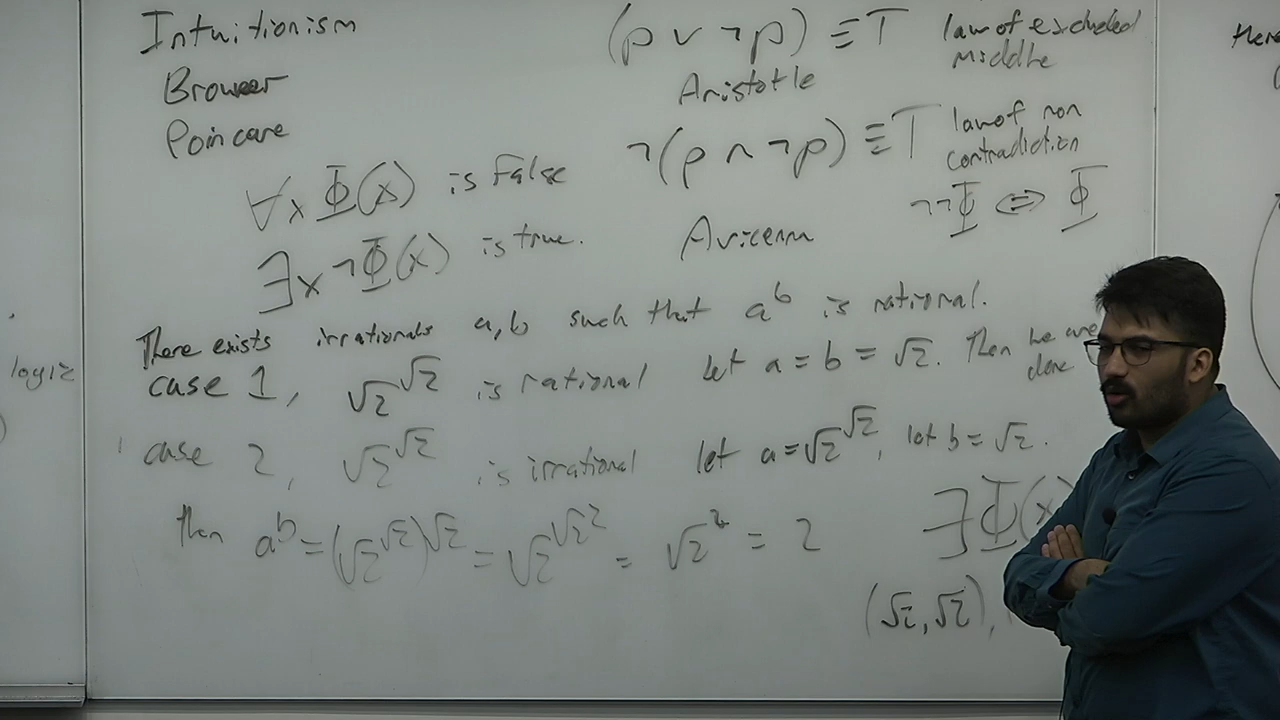 Intuitionism
Brouwer
Poincare
∀x Φ(x) is False
∃x ¬Φ(x) is true.
(p ∨ ¬p) ≡ T law of excluded middle
Aristotle
¬(p ∧ ¬p) ≡ T law of non contradiction
¬¬Φ ⇔ Φ
Avicenna
There exists irrationals a,b such that a^b is rational.
case 1, √2^√2 is rational let a = b = √2. Then we are done
case 2, √2^√2 is irrational let a = √2^√2, let b = √2.
then a^b = (√2^√2)^√2 = √2^√2^2 = √2^2 = 2
∃Φ(x
(√2, √2),
logic